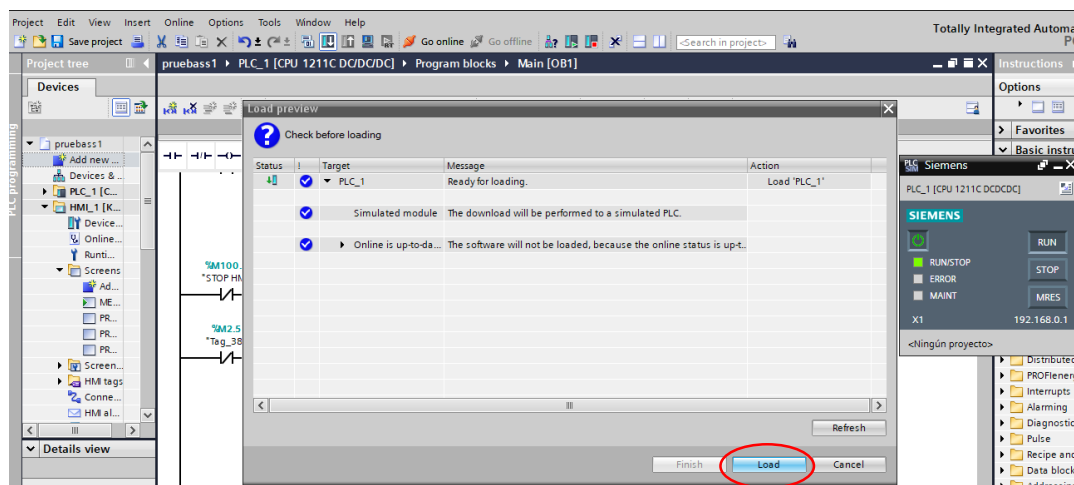 Project Edit View Insert Online Options Tools Window Help
Totally Integrated Automa
Save project
Go online
Go offline
<Search in project>
Project tree
pruebass1 PLC_1 [CPU 1211C DC/DC/DC] Program blocks Main [OB1]
Instructions
Devices
Options
PLC programming
Load preview
Check before loading
Status ! Target Message Action
PLC_1 Ready for loading. Load 'PLC_1'
Simulated module The download will be performed to a simulated PLC.
Online is up-to-da... The software will not be loaded, because the online status is up-t..
Refresh
Finish Load Cancel
pruebass1
Add new ...
Devices & ..
PLC_1 [C...
HMI_1 [K...
Device...
Online...
Runti...
Screens
Ad...
ME...
PR...
PR...
PR...
Screen...
HMI tags
Conne...
HMI al...
Details view
%M100.
"STOP HM
%M2.5
"Tag_38
Favorites
Basic instru
PLC SIM Siemens
PLC_1 [CPU 1211C DCDCDC]
SIEMENS
RUN
RUN/STOP
STOP
ERROR
MAINT
MRES
X1 192.168.0.1
<Ningún proyecto>
Distributed
PROFIenerg
Interrupts
Alarming
Diagnostic
Pulse
Recipe and
Data block